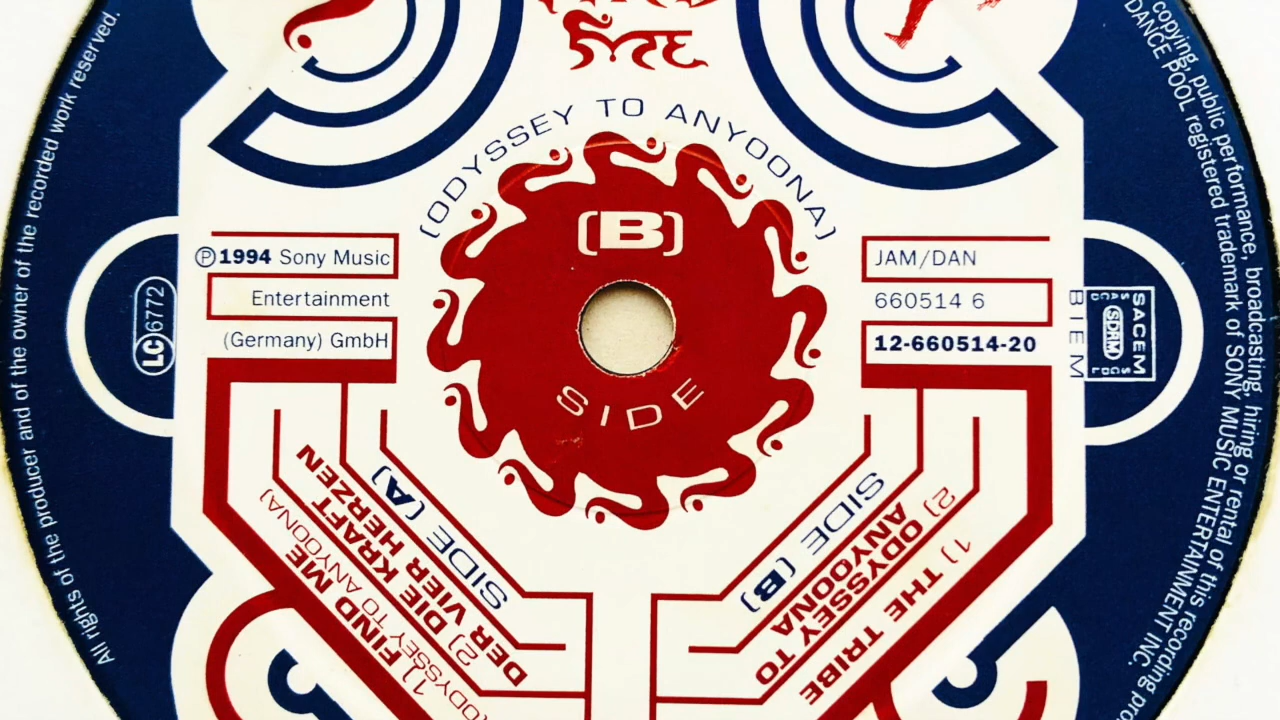 [ODYSSEY TO ANYOONA]
[B]
SIDE
℗1994 Sony Music
Entertainment
(Germany) GmbH
LC 6772
JAM/DAN
660514 6
12-660514-20
BIEM
SACEM
SDRM
SACD
SGDL
SIDE [A]
1] FIND ME
[ODYSSEY TO ANYOONA]
2] DIE KRAFT
DER VIER HERZEN
SIDE [B]
1] THE TRIBE
2] ODYSSEY TO
ANYOONA
All rights of the producer and of the owner of the recorded work reserved.
copying, public performance, broadcasting, hiring or rental of this recording
DANCE POOL registered trademark of SONY MUSIC ENTERTAINMENT INC.